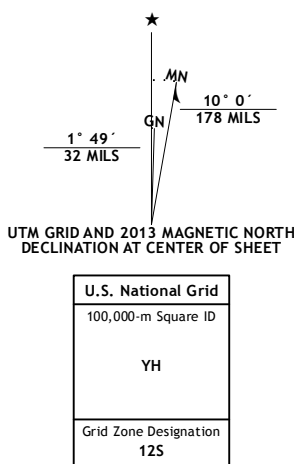 MN
GN
10° 0´
178 MILS
1° 49´
32 MILS
UTM GRID AND 2013 MAGNETIC NORTH
DECLINATION AT CENTER OF SHEET
U.S. National Grid
100,000-m Square ID
YH
Grid Zone Designation
12S